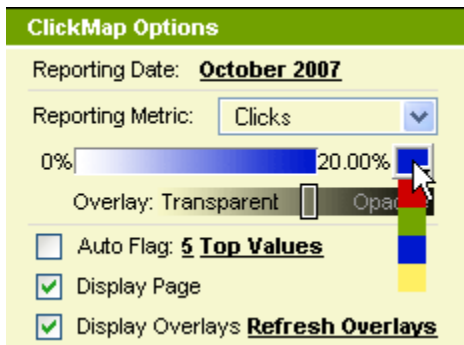 ClickMap Options
Reporting Date: October 2007
Reporting Metric: Clicks
0% 20.00%
Overlay: Transparent
Auto Flag: 5 Top Values
Display Page
Display Overlays Refresh Overlays